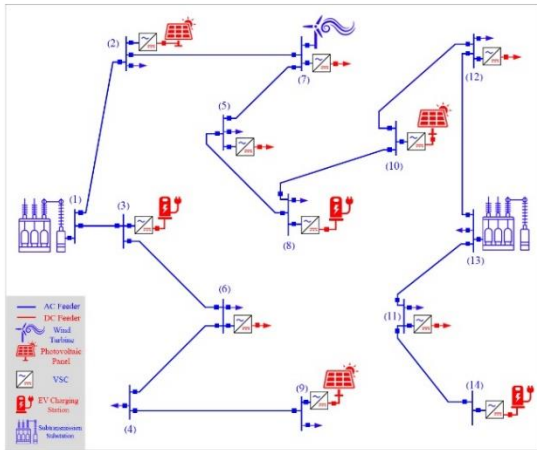 (2)
(7)
(12)
(5)
(10)
(1)
(3)
(8)
(13)
(6)
(11)
AC Feeder
DC Feeder
Wind
Turbine
Photovoltaic
Panel
VSC
EV Charging
Station
Subtransmission
Substation
(9)
(14)
(4)